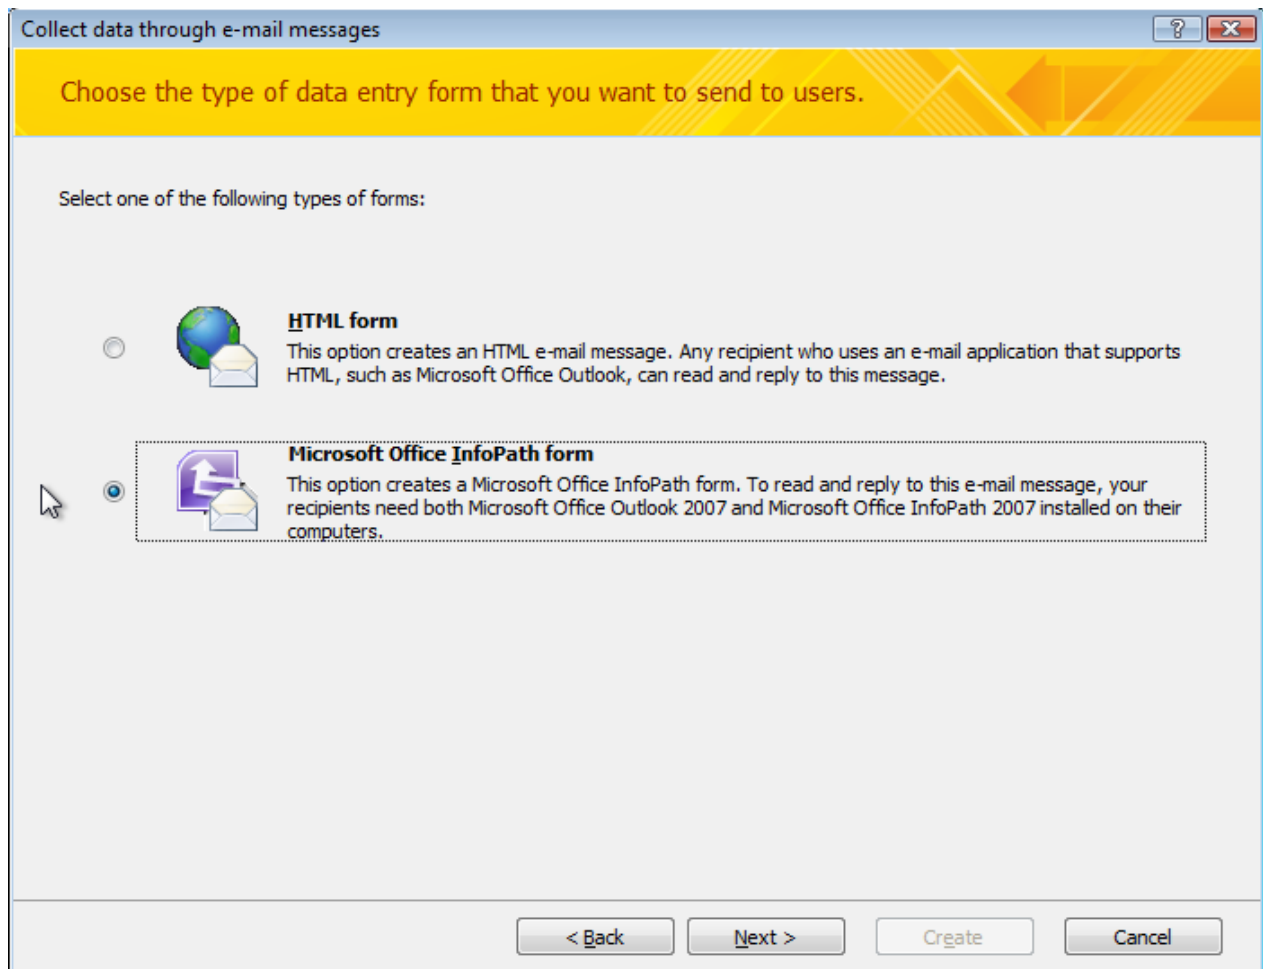 Collect data through e-mail messages
Choose the type of data entry form that you want to send to users.
Select one of the following types of forms:
HTML form
This option creates an HTML e-mail message. Any recipient who uses an e-mail application that supports
HTML, such as Microsoft Office Outlook, can read and reply to this message.
Microsoft Office InfoPath form
This option creates a Microsoft Office InfoPath form. To read and reply to this e-mail message, your
recipients need both Microsoft Office Outlook 2007 and Microsoft Office InfoPath 2007 installed on their
computers.
< Back Next > Create Cancel